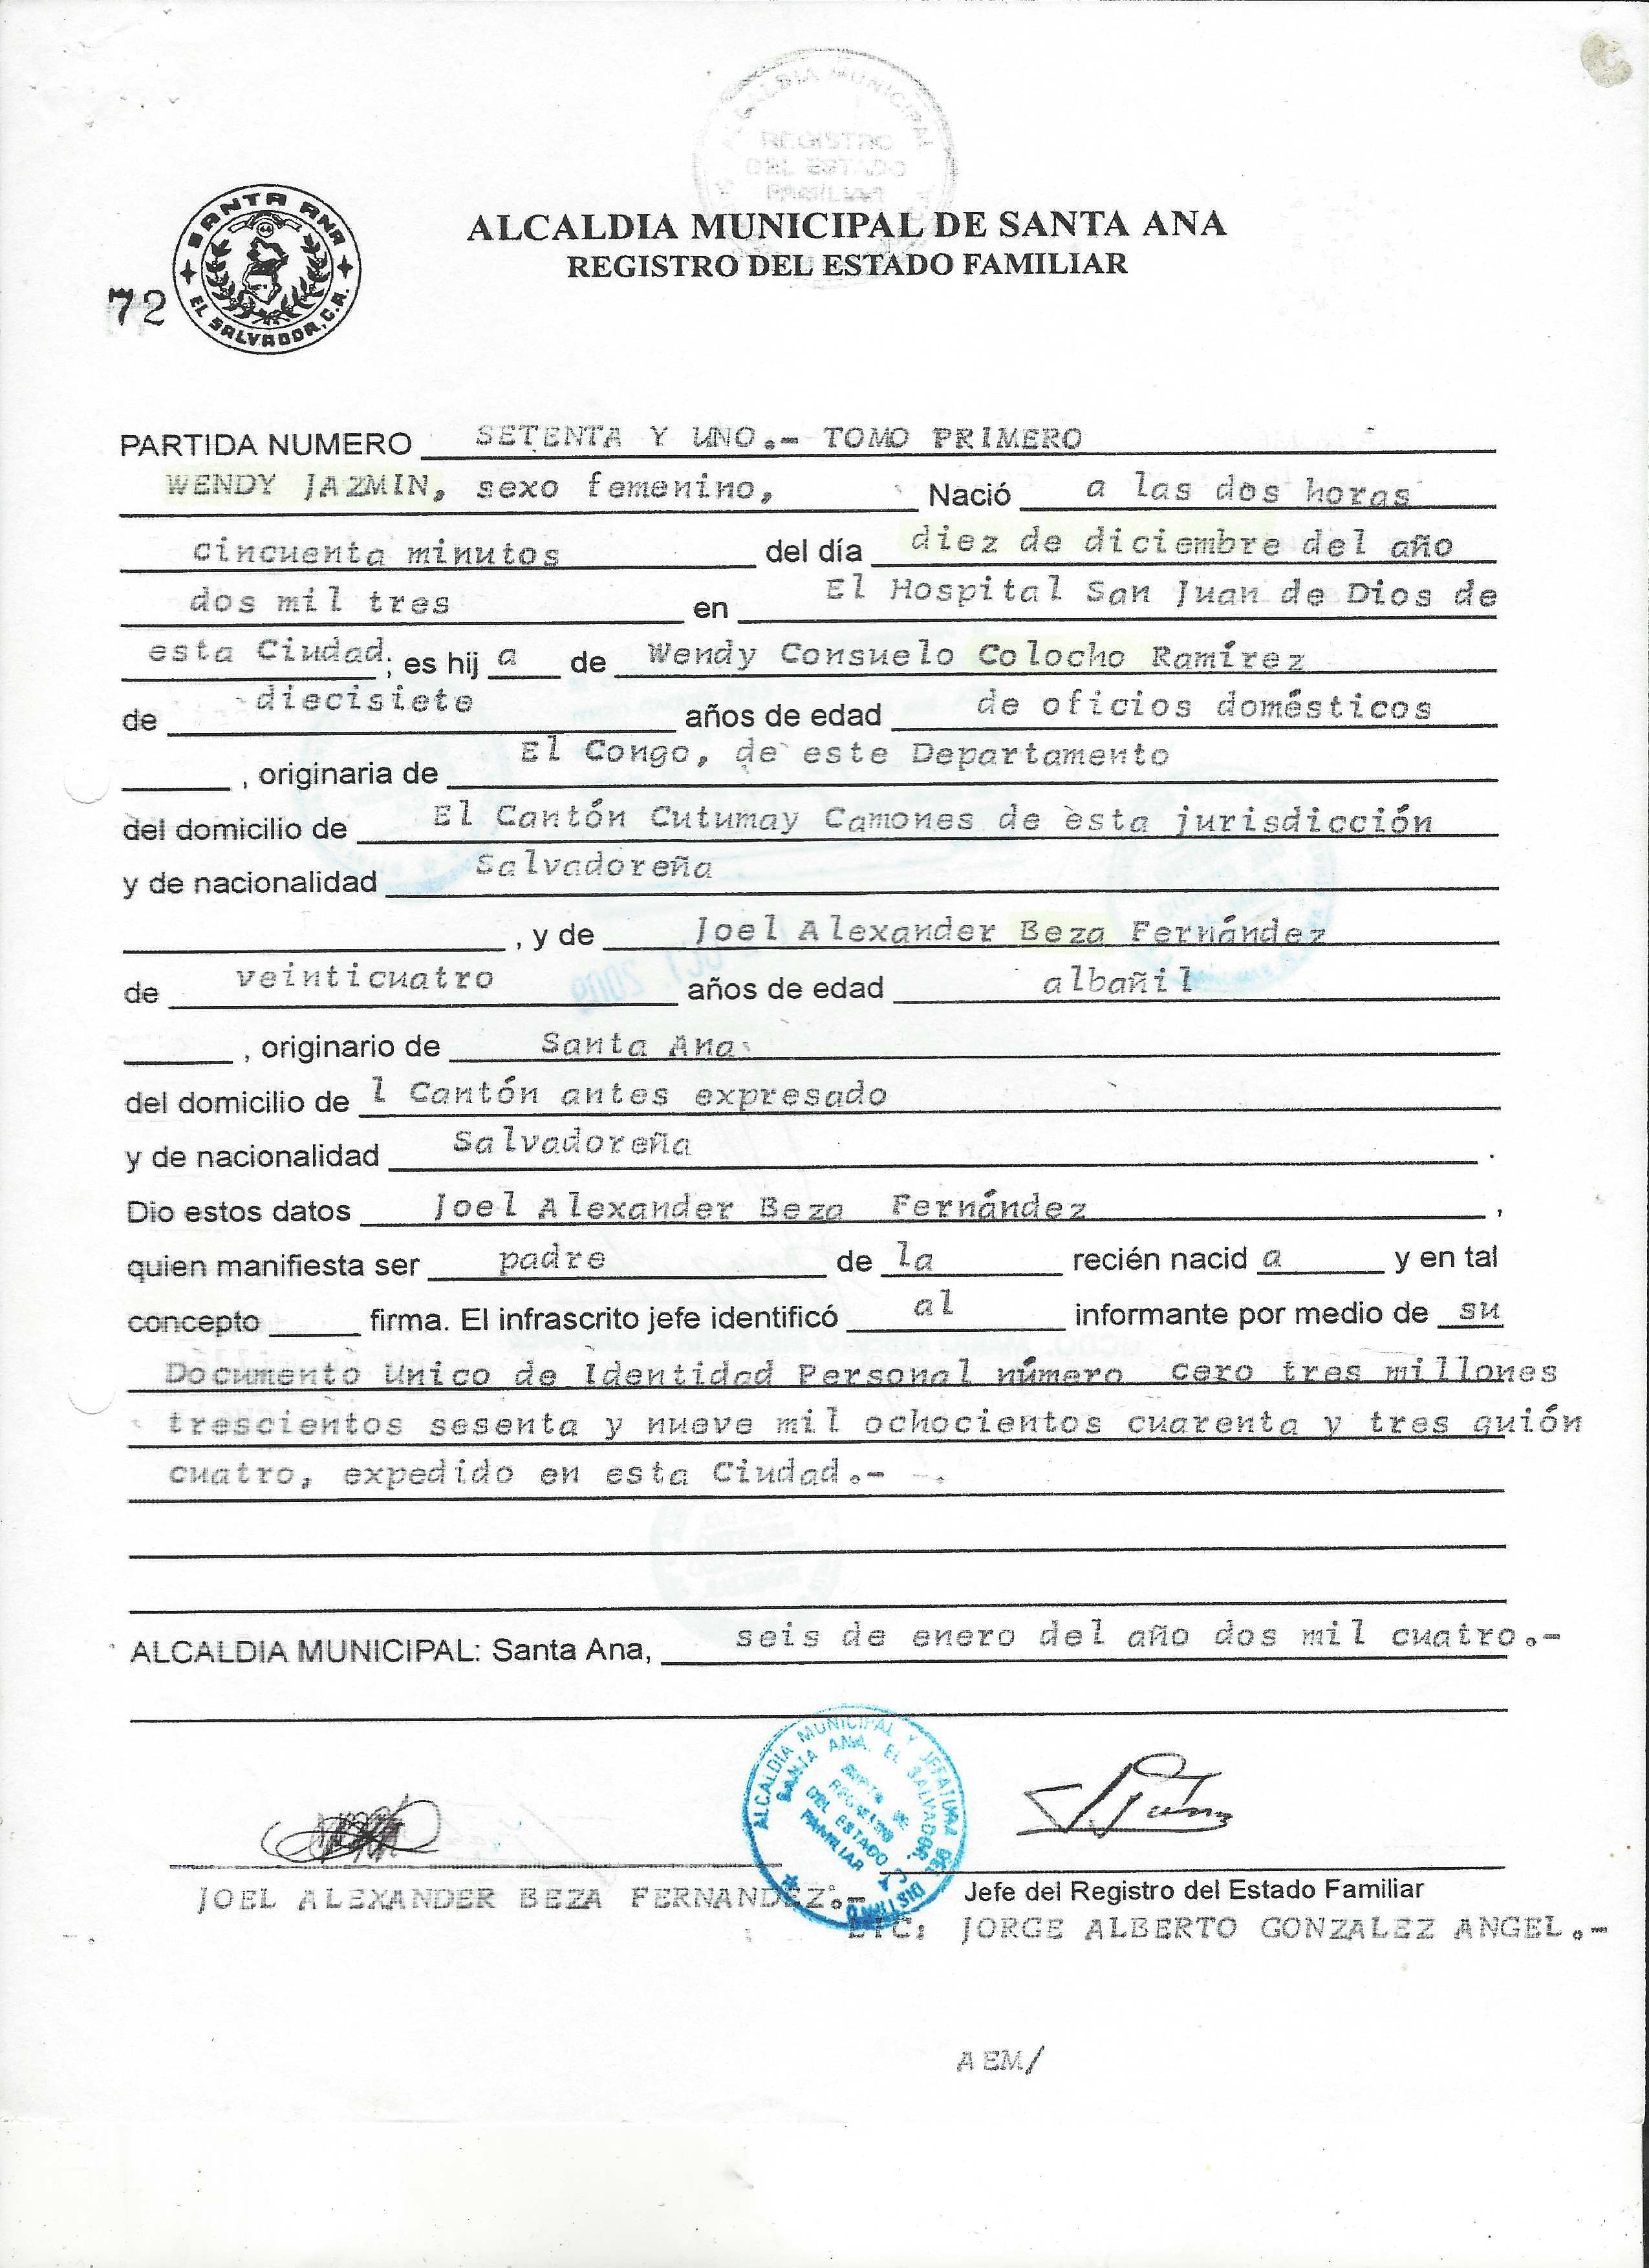 ALCALDIA MUNICIPAL
REGISTRO
DEL ESTADO
FAMILIAR
SANTA ANA
EL SALVADOR, C.A.
ALCALDIA MUNICIPAL DE SANTA ANA
REGISTRO DEL ESTADO FAMILIAR
72
PARTIDA NUMERO SETENTA Y UNO.- TOMO PRIMERO
WENDY JAZMIN, sexo femenino, Nació a las dos horas
cincuenta minutos del día diez de diciembre del año
dos mil tres en El Hospital San Juan de Dios de
esta Ciudad; es hij a de Wendy Consuelo Colocho Ramírez
de diecisiete años de edad de oficios domésticos
, originaria de El Congo, de este Departamento
del domicilio de El Cantón Cutumay Camones de esta jurisdicción
y de nacionalidad Salvadoreña
, y de Joel Alexander Beza Fernández
de veinticuatro años de edad albañil
, originario de Santa Ana
del domicilio de l Cantón antes expresado
y de nacionalidad Salvadoreña .
Dio estos datos Joel Alexander Beza Fernández ,
quien manifiesta ser padre de la recién nacid a y en tal
concepto firma. El infrascrito jefe identificó al informante por medio de su
Documento Unico de Identidad Personal número cero tres millones
trescientos sesenta y nueve mil ochocientos cuarenta y tres guión
cuatro, expedido en esta Ciudad.-
ALCALDIA MUNICIPAL: Santa Ana, seis de enero del año dos mil cuatro.-
ALCALDIA MUNICIPAL Y JEFATURA DEL DISTRITO
SANTA ANA, EL SALVADOR, C.A.
REGISTRO
DEL ESTADO
FAMILIAR
JOEL ALEXANDER BEZA FERNANDEZ.-
Jefe del Registro del Estado Familiar
LIC: JORGE ALBERTO GONZALEZ ANGEL.-
AEM/